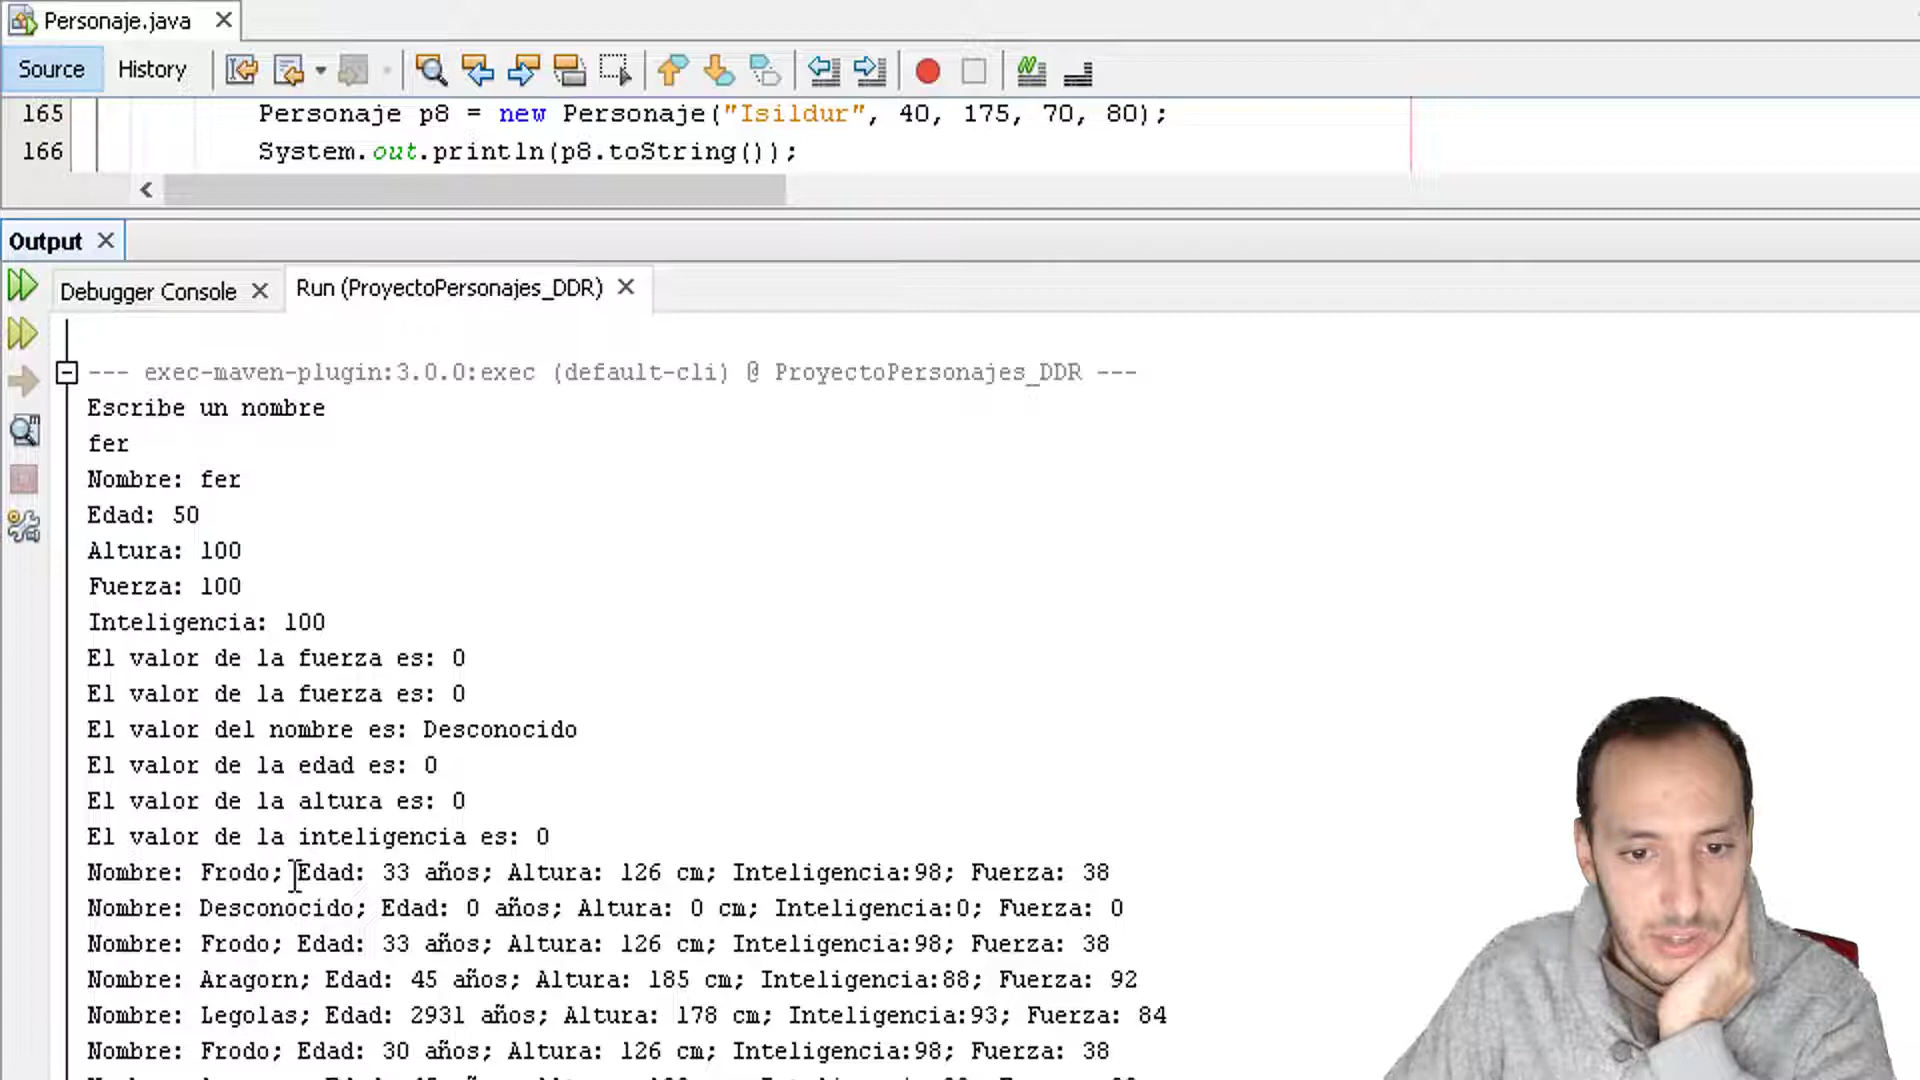 Personaje.java
Source History
165 Personaje p8 = new Personaje("Isildur", 40, 175, 70, 80);
166 System.out.println(p8.toString());
Output
Debugger Console Run (ProyectoPersonajes_DDR)
--- exec-maven-plugin:3.0.0:exec (default-cli) @ ProyectoPersonajes_DDR ---
Escribe un nombre
fer
Nombre: fer
Edad: 50
Altura: 100
Fuerza: 100
Inteligencia: 100
El valor de la fuerza es: 0
El valor de la fuerza es: 0
El valor del nombre es: Desconocido
El valor de la edad es: 0
El valor de la altura es: 0
El valor de la inteligencia es: 0
Nombre: Frodo; Edad: 33 años; Altura: 126 cm; Inteligencia:98; Fuerza: 38
Nombre: Desconocido; Edad: 0 años; Altura: 0 cm; Inteligencia:0; Fuerza: 0
Nombre: Frodo; Edad: 33 años; Altura: 126 cm; Inteligencia:98; Fuerza: 38
Nombre: Aragorn; Edad: 45 años; Altura: 185 cm; Inteligencia:88; Fuerza: 92
Nombre: Legolas; Edad: 2931 años; Altura: 178 cm; Inteligencia:93; Fuerza: 84
Nombre: Frodo; Edad: 30 años; Altura: 126 cm; Inteligencia:98; Fuerza: 38